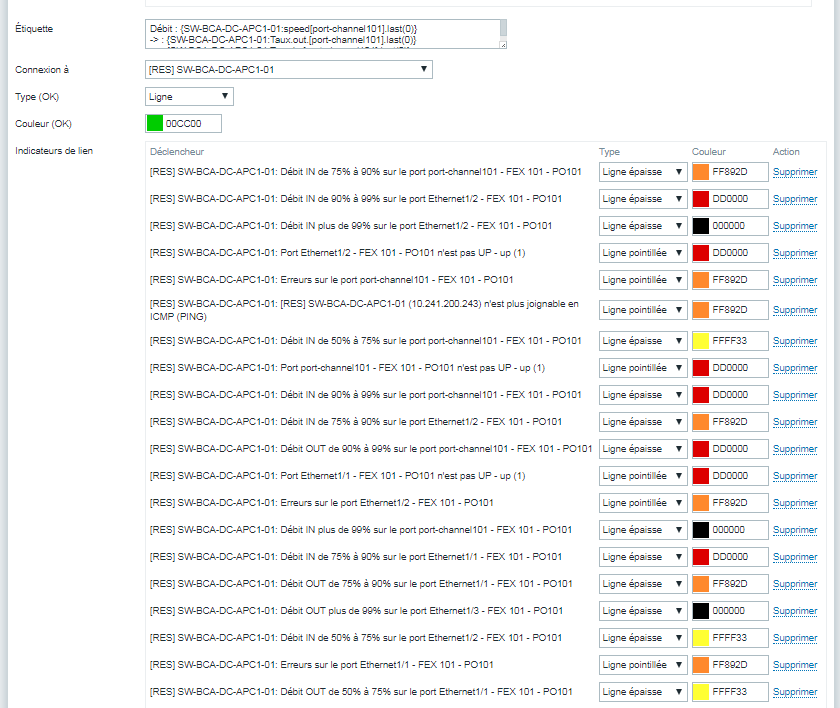 Étiquette
Débit : {SW-BCA-DC-APC1-01:speed[port-channel101].last(0)}
-> : {SW-BCA-DC-APC1-01:Taux.out.[port-channel101].last(0)}
Connexion à
[RES] SW-BCA-DC-APC1-01
Type (OK)
Ligne
Couleur (OK)
00CC00
Indicateurs de lien
Déclencheur Type Couleur Action
[RES] SW-BCA-DC-APC1-01: Débit IN de 75% à 90% sur le port port-channel101 - FEX 101 - PO101 Ligne épaisse FF892D Supprimer
[RES] SW-BCA-DC-APC1-01: Débit IN de 90% à 99% sur le port Ethernet1/2 - FEX 101 - PO101 Ligne épaisse DD0000 Supprimer
[RES] SW-BCA-DC-APC1-01: Débit IN plus de 99% sur le port Ethernet1/2 - FEX 101 - PO101 Ligne épaisse 000000 Supprimer
[RES] SW-BCA-DC-APC1-01: Port Ethernet1/2 - FEX 101 - PO101 n'est pas UP - up (1) Ligne pointillée DD0000 Supprimer
[RES] SW-BCA-DC-APC1-01: Erreurs sur le port port-channel101 - FEX 101 - PO101 Ligne pointillée FF892D Supprimer
[RES] SW-BCA-DC-APC1-01: [RES] SW-BCA-DC-APC1-01 (10.241.200.243) n'est plus joignable en
ICMP (PING) Ligne pointillée FF892D Supprimer
[RES] SW-BCA-DC-APC1-01: Débit IN de 50% à 75% sur le port port-channel101 - FEX 101 - PO101 Ligne épaisse FFFF33 Supprimer
[RES] SW-BCA-DC-APC1-01: Port port-channel101 - FEX 101 - PO101 n'est pas UP - up (1) Ligne pointillée DD0000 Supprimer
[RES] SW-BCA-DC-APC1-01: Débit IN de 90% à 99% sur le port port-channel101 - FEX 101 - PO101 Ligne épaisse DD0000 Supprimer
[RES] SW-BCA-DC-APC1-01: Débit IN de 75% à 90% sur le port Ethernet1/2 - FEX 101 - PO101 Ligne épaisse FF892D Supprimer
[RES] SW-BCA-DC-APC1-01: Débit OUT de 90% à 99% sur le port port-channel101 - FEX 101 - PO101 Ligne épaisse DD0000 Supprimer
[RES] SW-BCA-DC-APC1-01: Port Ethernet1/1 - FEX 101 - PO101 n'est pas UP - up (1) Ligne pointillée DD0000 Supprimer
[RES] SW-BCA-DC-APC1-01: Erreurs sur le port Ethernet1/2 - FEX 101 - PO101 Ligne pointillée FF892D Supprimer
[RES] SW-BCA-DC-APC1-01: Débit IN plus de 99% sur le port port-channel101 - FEX 101 - PO101 Ligne épaisse 000000 Supprimer
[RES] SW-BCA-DC-APC1-01: Débit IN de 75% à 90% sur le port Ethernet1/1 - FEX 101 - PO101 Ligne épaisse DD0000 Supprimer
[RES] SW-BCA-DC-APC1-01: Débit OUT de 75% à 90% sur le port Ethernet1/1 - FEX 101 - PO101 Ligne épaisse FF892D Supprimer
[RES] SW-BCA-DC-APC1-01: Débit OUT plus de 99% sur le port Ethernet1/3 - FEX 101 - PO101 Ligne épaisse 000000 Supprimer
[RES] SW-BCA-DC-APC1-01: Débit IN de 50% à 75% sur le port Ethernet1/2 - FEX 101 - PO101 Ligne épaisse FFFF33 Supprimer
[RES] SW-BCA-DC-APC1-01: Erreurs sur le port Ethernet1/1 - FEX 101 - PO101 Ligne pointillée FF892D Supprimer
[RES] SW-BCA-DC-APC1-01: Débit OUT de 50% à 75% sur le port Ethernet1/1 - FEX 101 - PO101 Ligne épaisse FFFF33 Supprimer